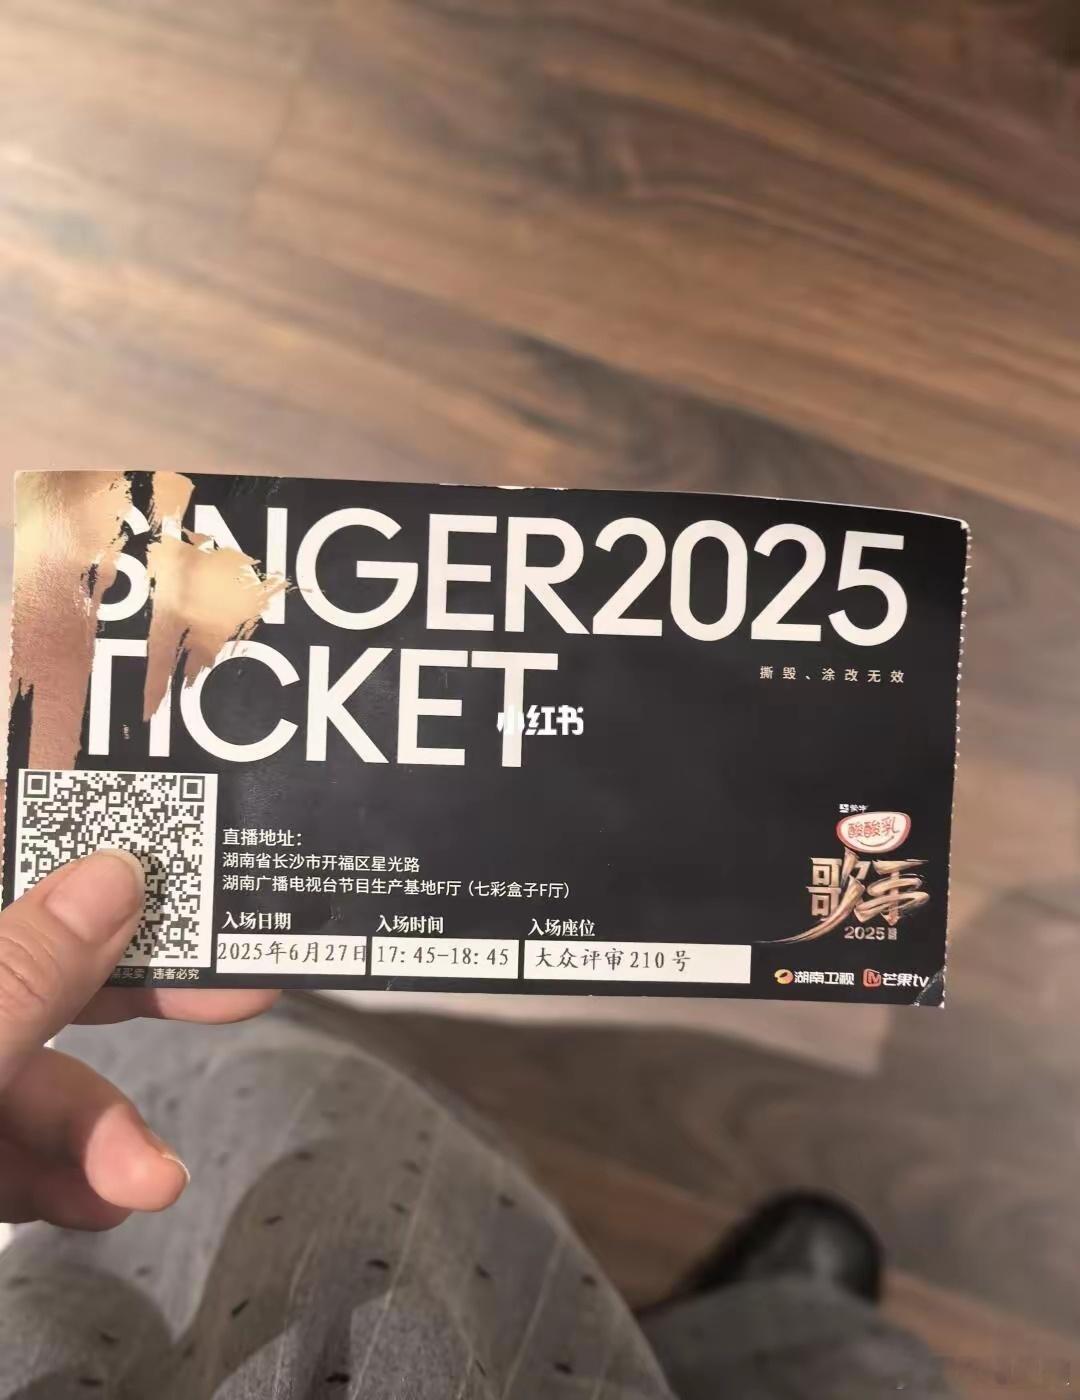 SINGER2025
TICKET
撕毁、涂改无效
小红书
直播地址：
湖南省长沙市开福区星光路
湖南广播电视台节目生产基地F厅（七彩盒子F厅）
入场日期 入场时间 入场座位
2025年6月27日 17:45-18:45 大众评审210号
买卖 违者必究
蒙牛
酸酸乳
歌手
2025
湖南卫视 芒果tv